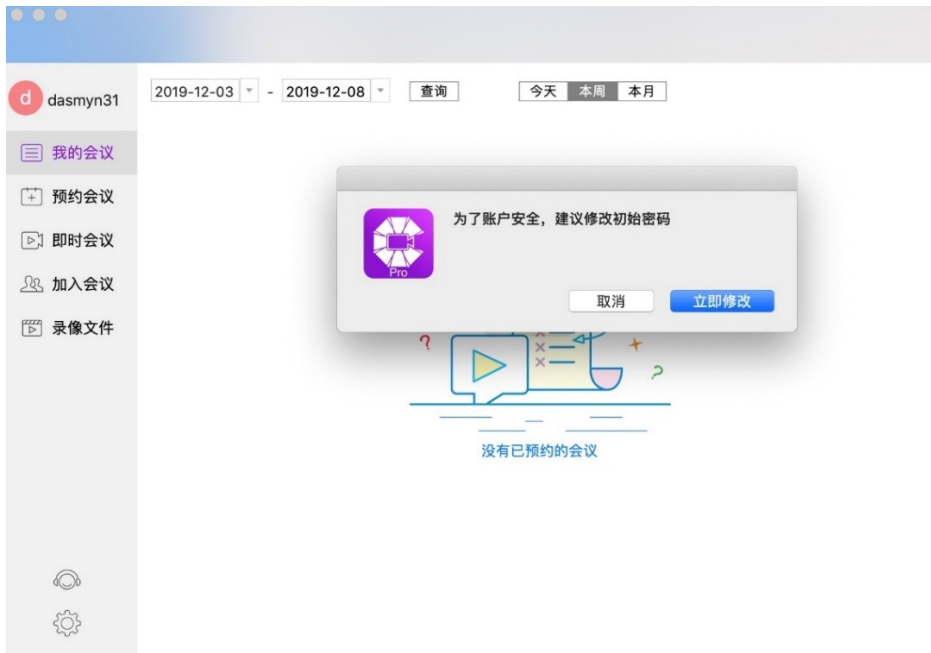 d dasmyn31
2019-12-03 - 2019-12-08 查询 今天 本周 本月
我的会议
预约会议
即时会议
加入会议
录像文件
为了账户安全，建议修改初始密码
Pro
取消 立即修改
没有已预约的会议